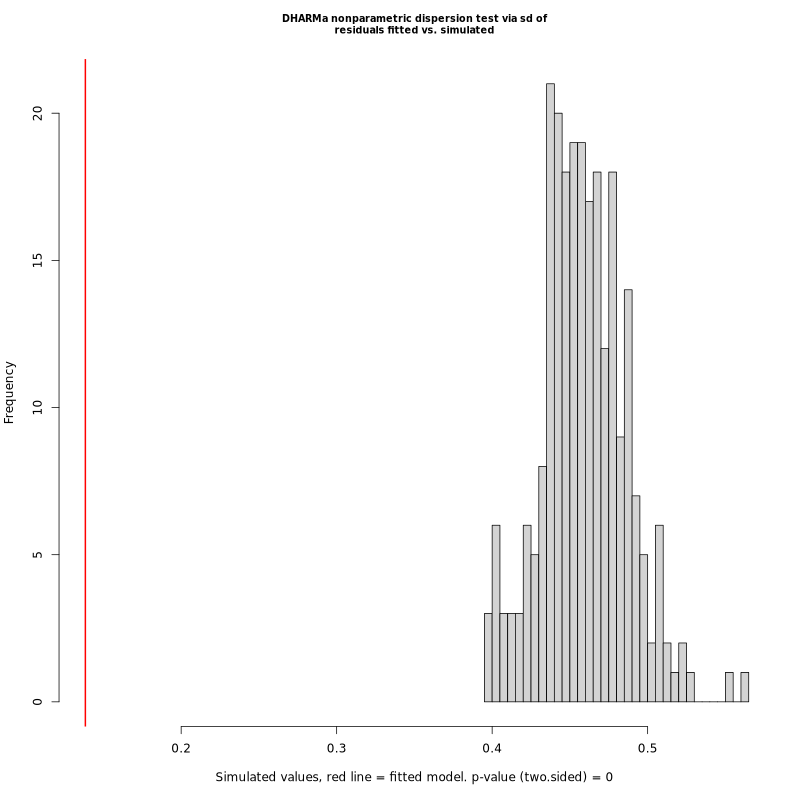 DHARMa nonparametric dispersion test via sd of
residuals fitted vs. simulated
Frequency
20
15
10
5
0
0.2 0.3 0.4 0.5
Simulated values, red line = fitted model. p-value (two.sided) = 0